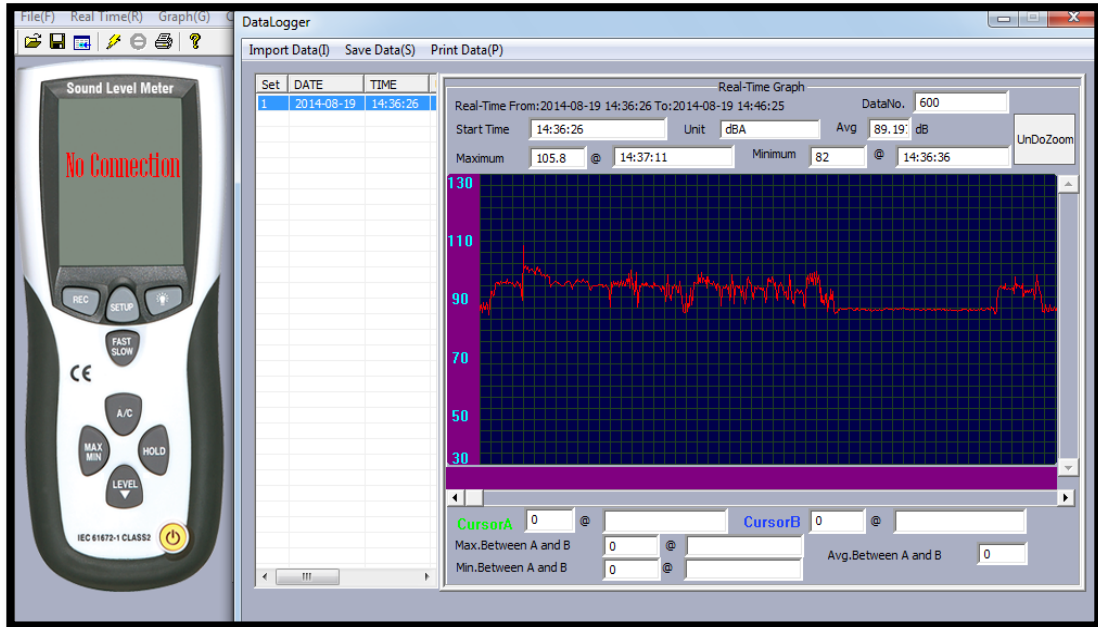 File(F) Real Time(R) Graph(G)
DataLogger
Import Data(I) Save Data(S) Print Data(P)
Sound Level Meter
No Connection
REC
SETUP
FAST
SLOW
A/C
MAX
MIN
HOLD
LEVEL
IEC 61672-1 CLASS2
Set DATE TIME
1 2014-08-19 14:36:26
Real-Time Graph
Real-Time From:2014-08-19 14:36:26 To:2014-08-19 14:46:25 DataNo. 600
Start Time 14:36:26 Unit dBA Avg 89.197 dB
UnDoZoom
Maximum 105.8 @ 14:37:11 Minimum 82 @ 14:36:36
130
110
90
70
50
30
CursorA 0 @ CursorB 0 @
Max.Between A and B 0 @
Avg.Between A and B 0
Min.Between A and B 0 @